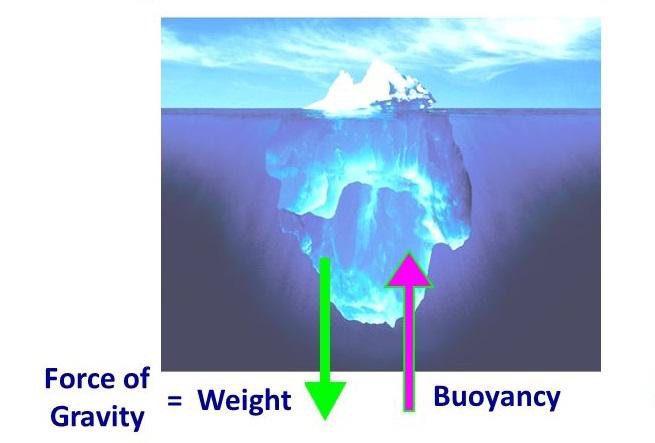 Force of
Gravity
= Weight
Buoyancy